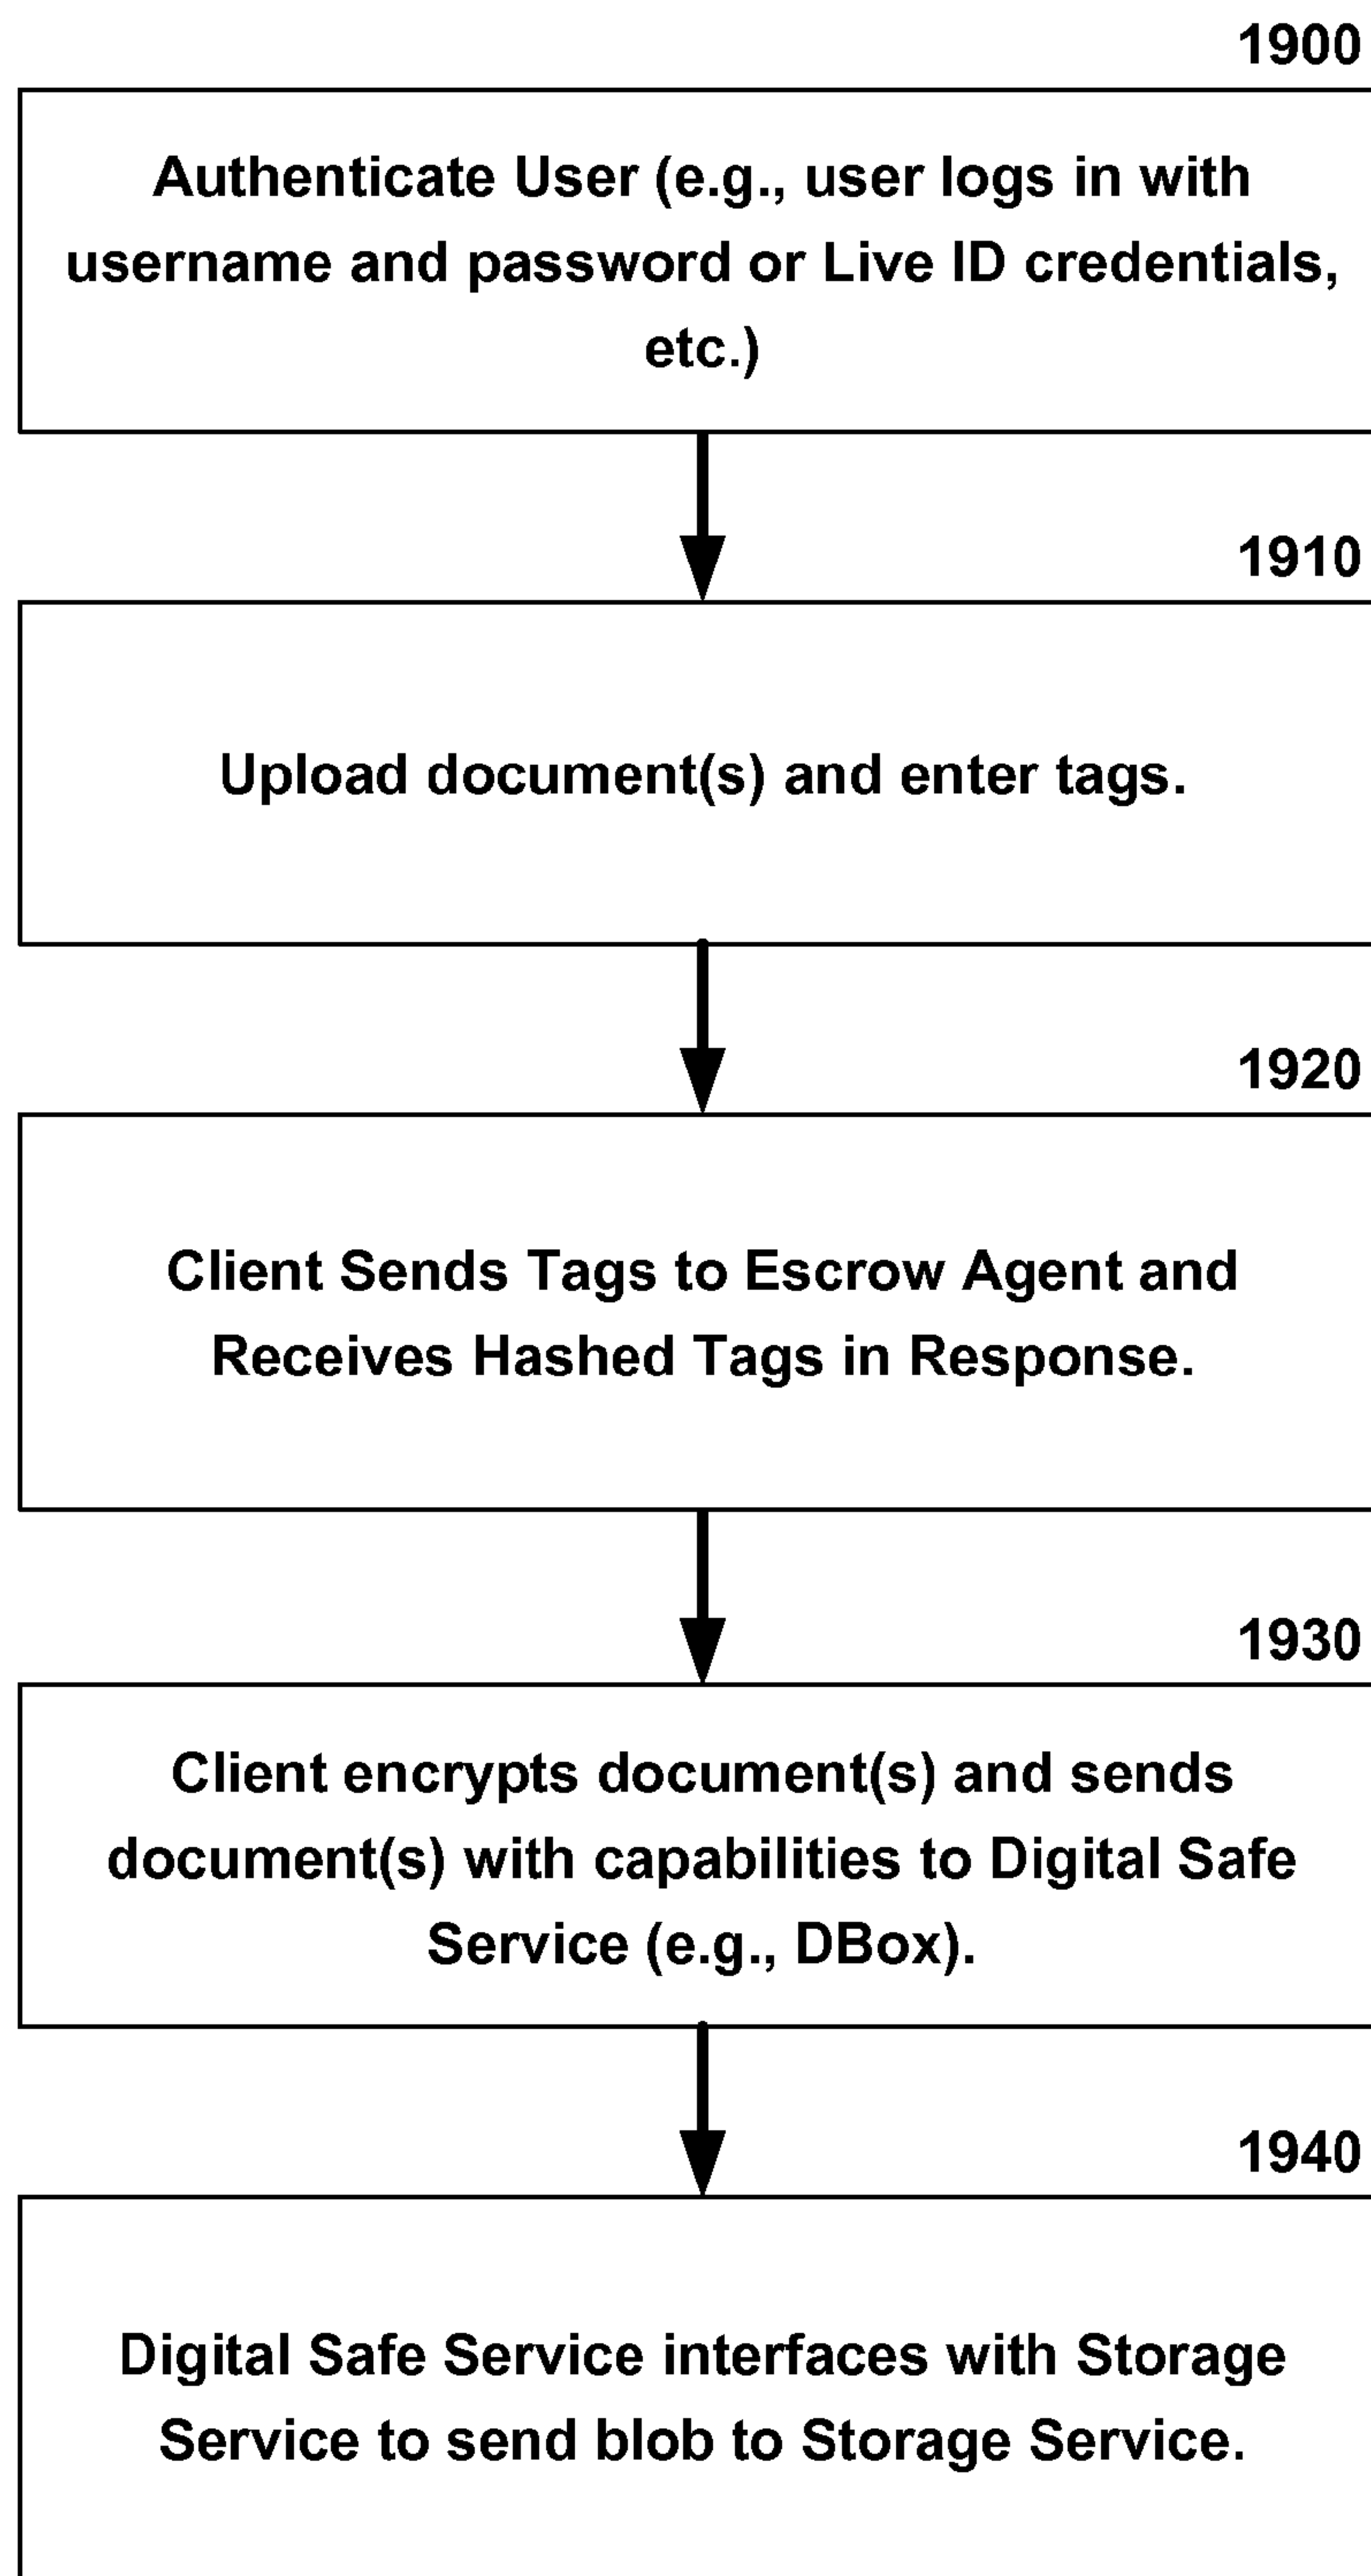 1900
Authenticate User (e.g., user logs in with
username and password or Live ID credentials,
etc.)
1910
Upload document(s) and enter tags.
1920
Client Sends Tags to Escrow Agent and
Receives Hashed Tags in Response.
1930
Client encrypts document(s) and sends
document(s) with capabilities to Digital Safe
Service (e.g., DBox).
1940
Digital Safe Service interfaces with Storage
Service to send blob to Storage Service.